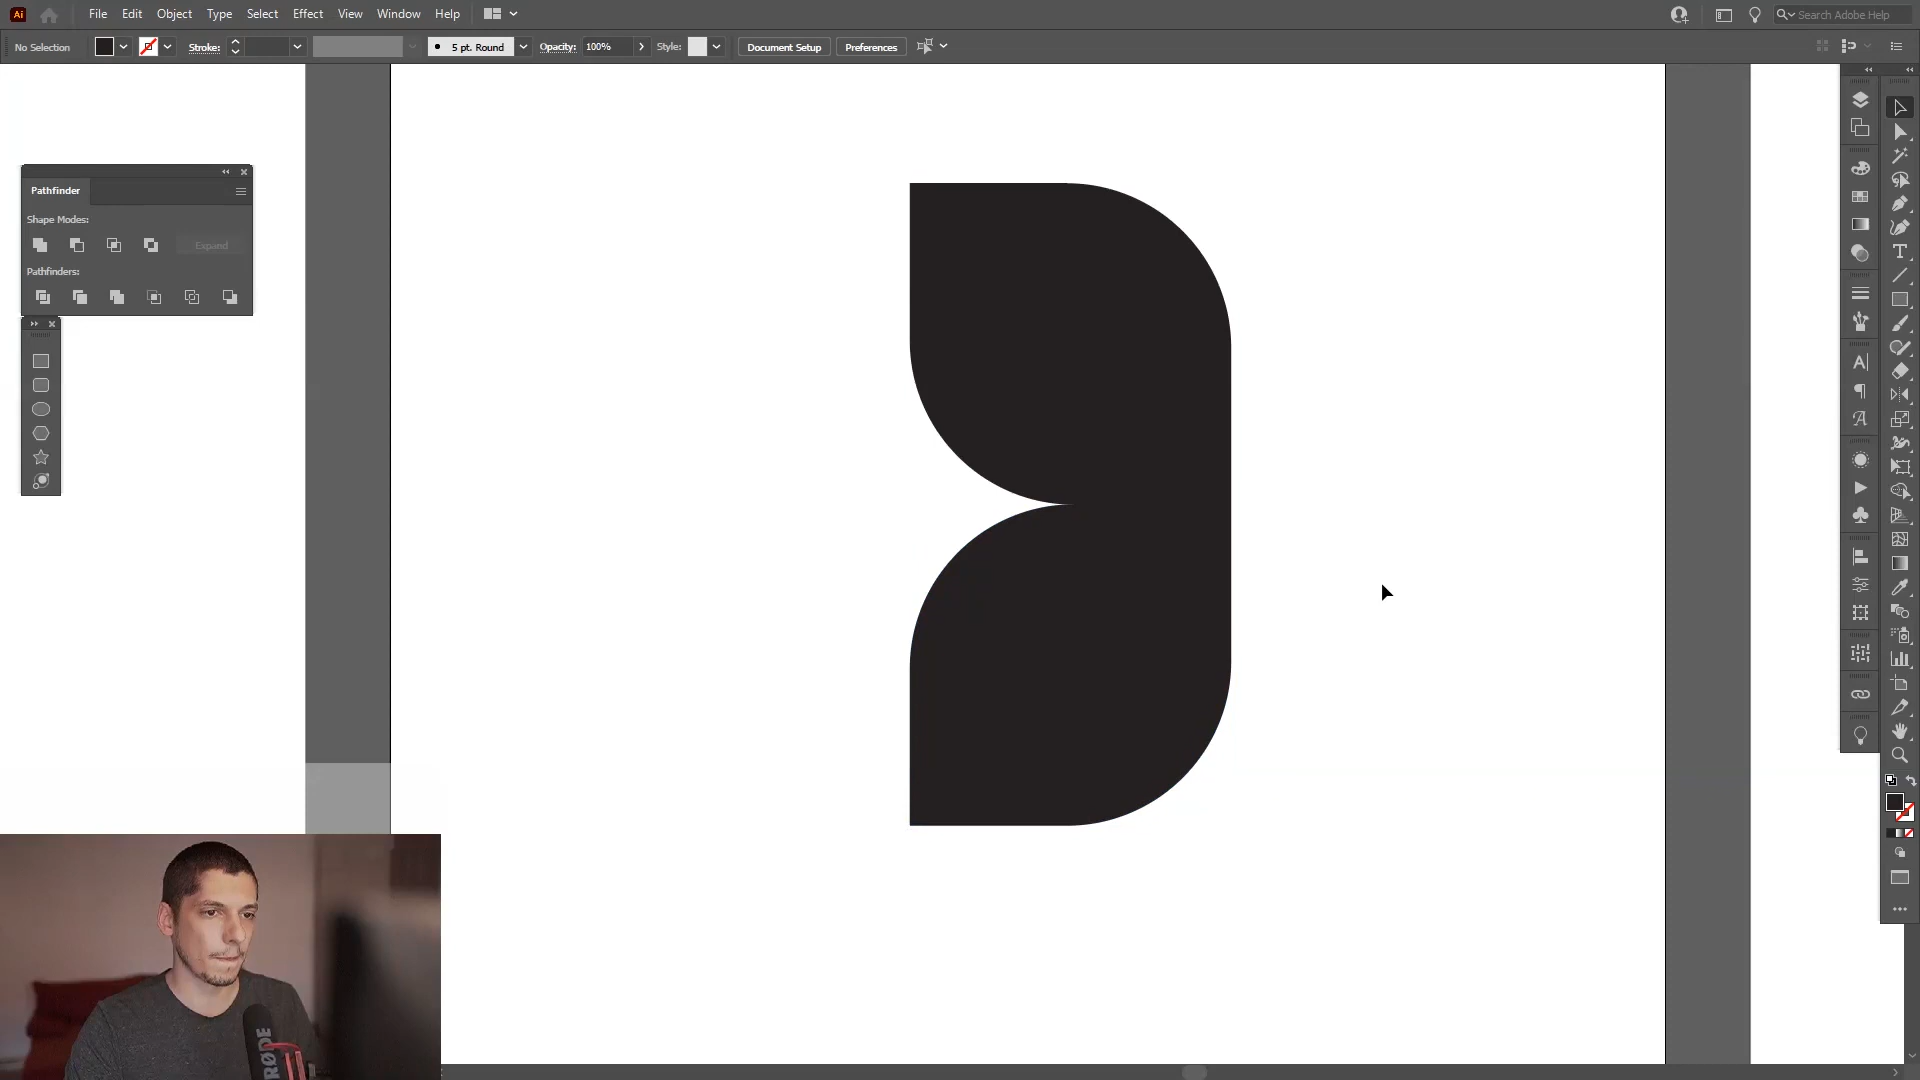 Ai File Edit Object Type Select Effect View Window Help Search Adobe Help
No Selection Stroke: 5 pt. Round Opacity: 100% Style: Document Setup Preferences
Pathfinder
Shape Modes:
Expand
Pathfinders:
RØDE